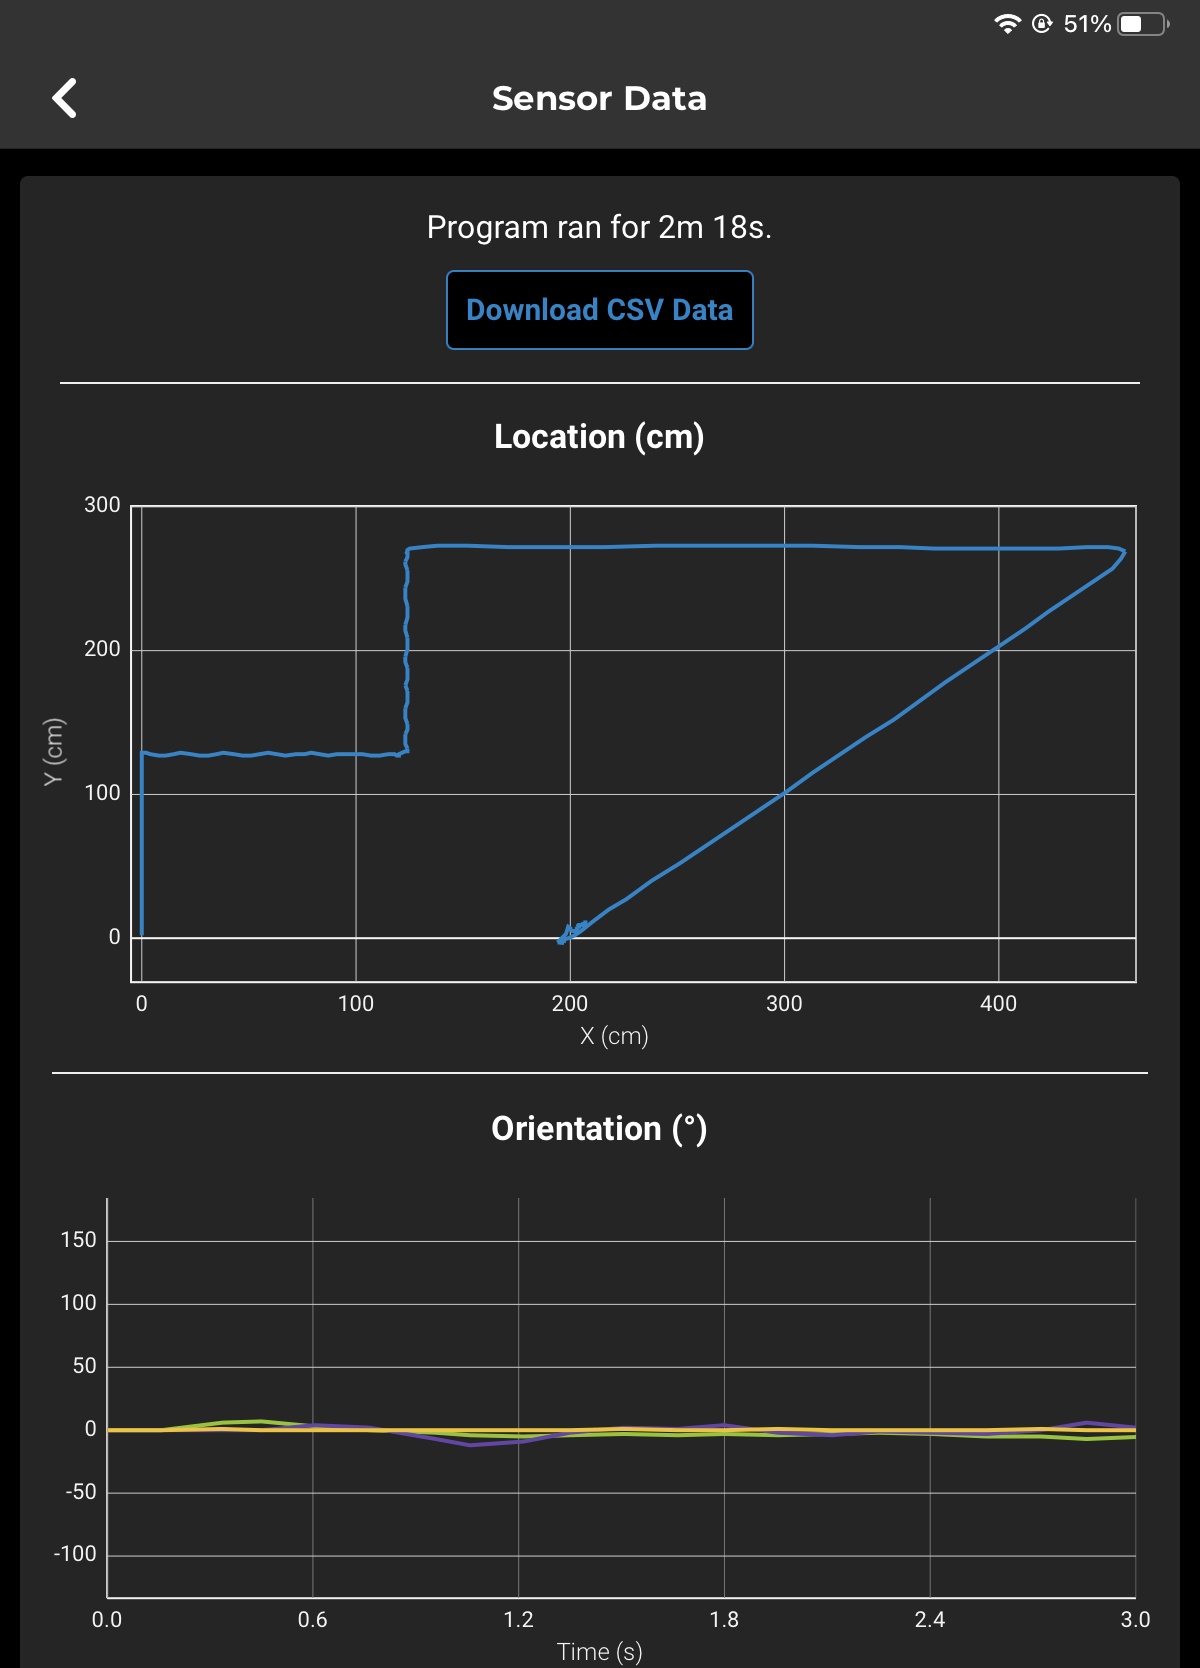 51%
Sensor Data
Program ran for 2m 18s.
Download CSV Data
Location (cm)
300
200
100
0
Y (cm)
0 100 200 300 400
X (cm)
Orientation (°)
150
100
50
0
-50
-100
0.0 0.6 1.2 1.8 2.4 3.0
Time (s)